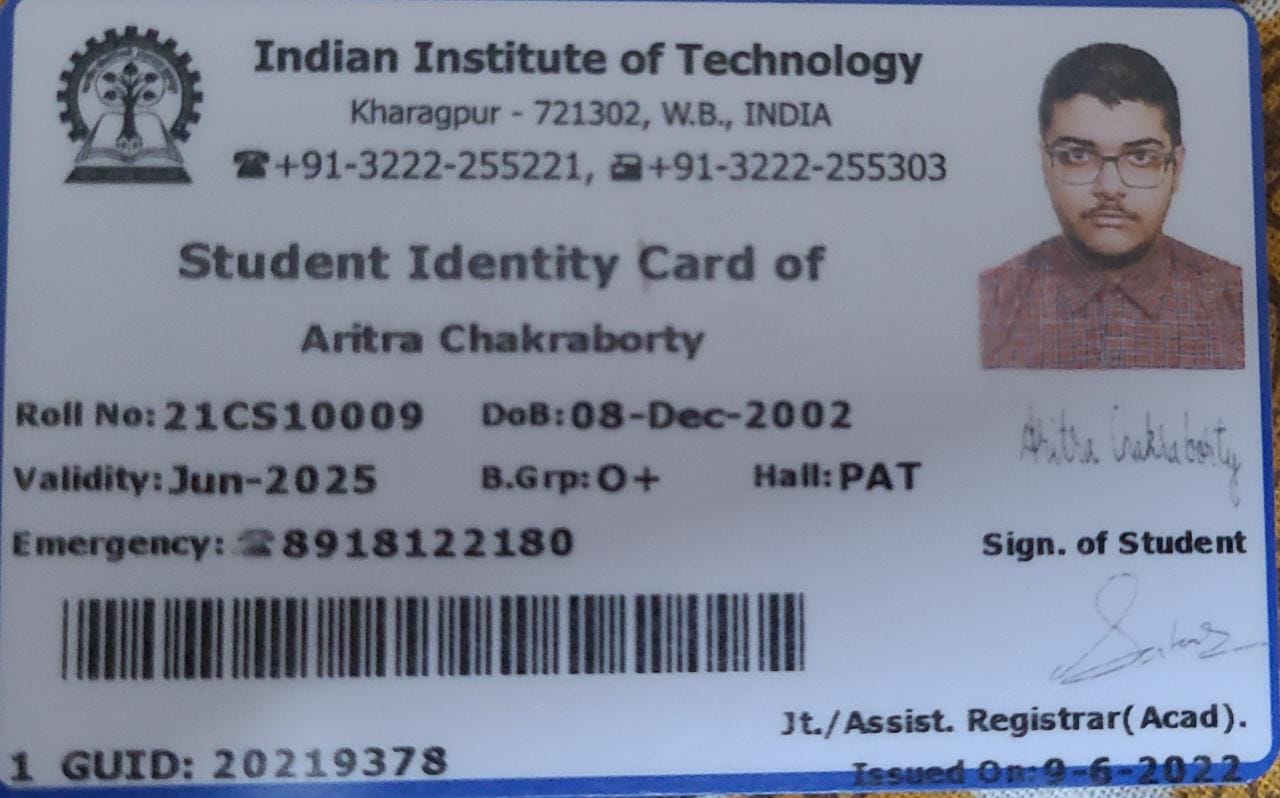 Indian Institute of Technology
Kharagpur - 721302, W.B., INDIA
☎+91-3222-255221, 📠+91-3222-255303
Student Identity Card of
Aritra Chakraborty
Roll No:21CS10009 DoB:08-Dec-2002
Validity:Jun-2025 B.Grp:O+ Hall:PAT
Aritra Chakraborty
Emergency: ☎8918122180
Sign. of Student
Jt./Assist. Registrar(Acad).
1 GUID: 20219378
Issued On:9-6-2022